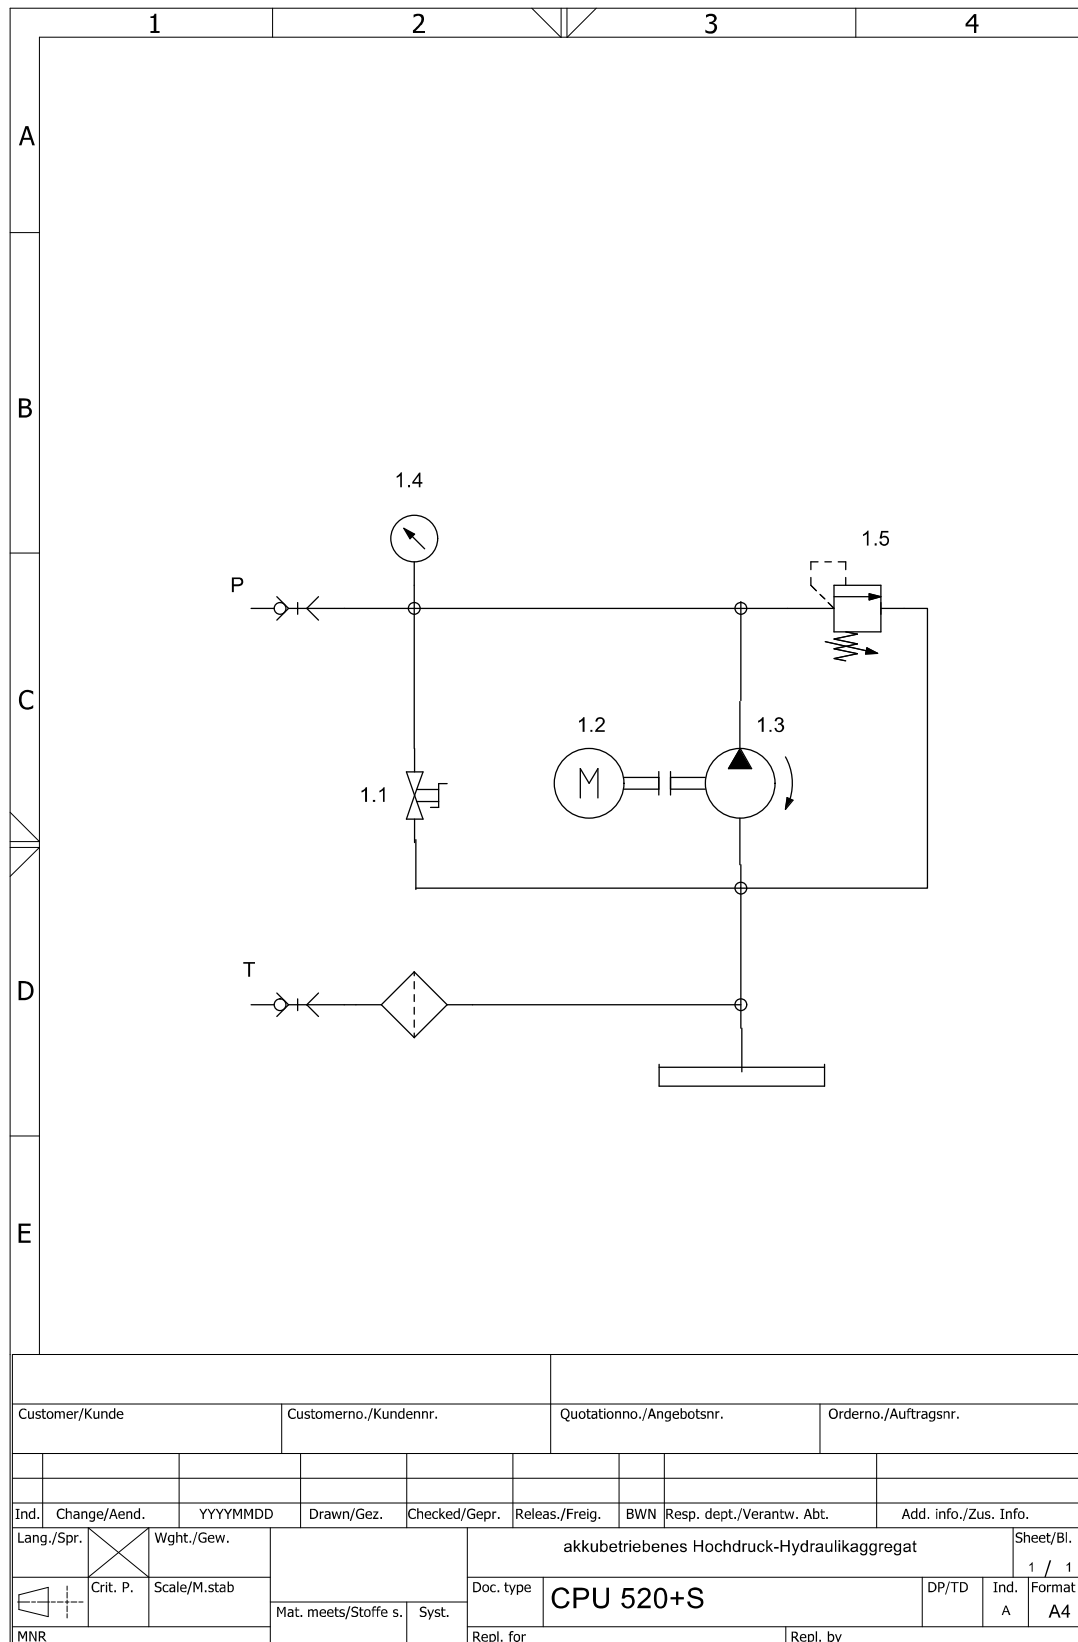 1 2 3 4
A
B
1.4
1.5
P
C
1.2 1.3
M
1.1
T
D
E
Customer/Kunde Customerno./Kundennr. Quotationno./Angebotsnr. Orderno./Auftragsnr.
Ind. Change/Aend. YYYYMMDD Drawn/Gez. Checked/Gepr. Releas./Freig. BWN Resp. dept./Verantw. Abt. Add. info./Zus. Info.
Lang./Spr. Wght./Gew. akkubetriebenes Hochdruck-Hydraulikaggregat Sheet/Bl.
1 / 1
Crit. P. Scale/M.stab Doc. type CPU 520+S DP/TD Ind. Format
A A4
Mat. meets/Stoffe s. Syst.
MNR Repl. for Repl. by